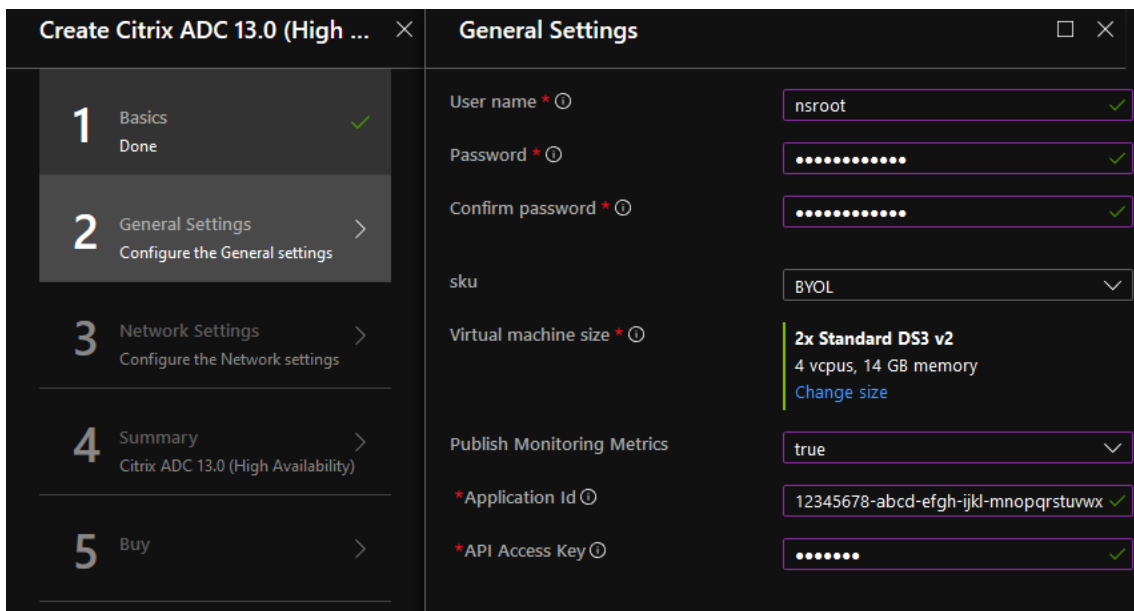 Create Citrix ADC 13.0 (High ...
1
Basics
Done
2
General Settings
Configure the General settings
3
Network Settings
Configure the Network settings
4
Summary
Citrix ADC 13.0 (High Availability)
5
Buy
General Settings
User name *
nsroot
Password *
••••••••••••
Confirm password *
••••••••••••
sku
BYOL
Virtual machine size *
2x Standard DS3 v2
4 vcpus, 14 GB memory
Change size
Publish Monitoring Metrics
true
*Application Id
12345678-abcd-efgh-ijkl-mnopqrstuvwx
*API Access Key
•••••••